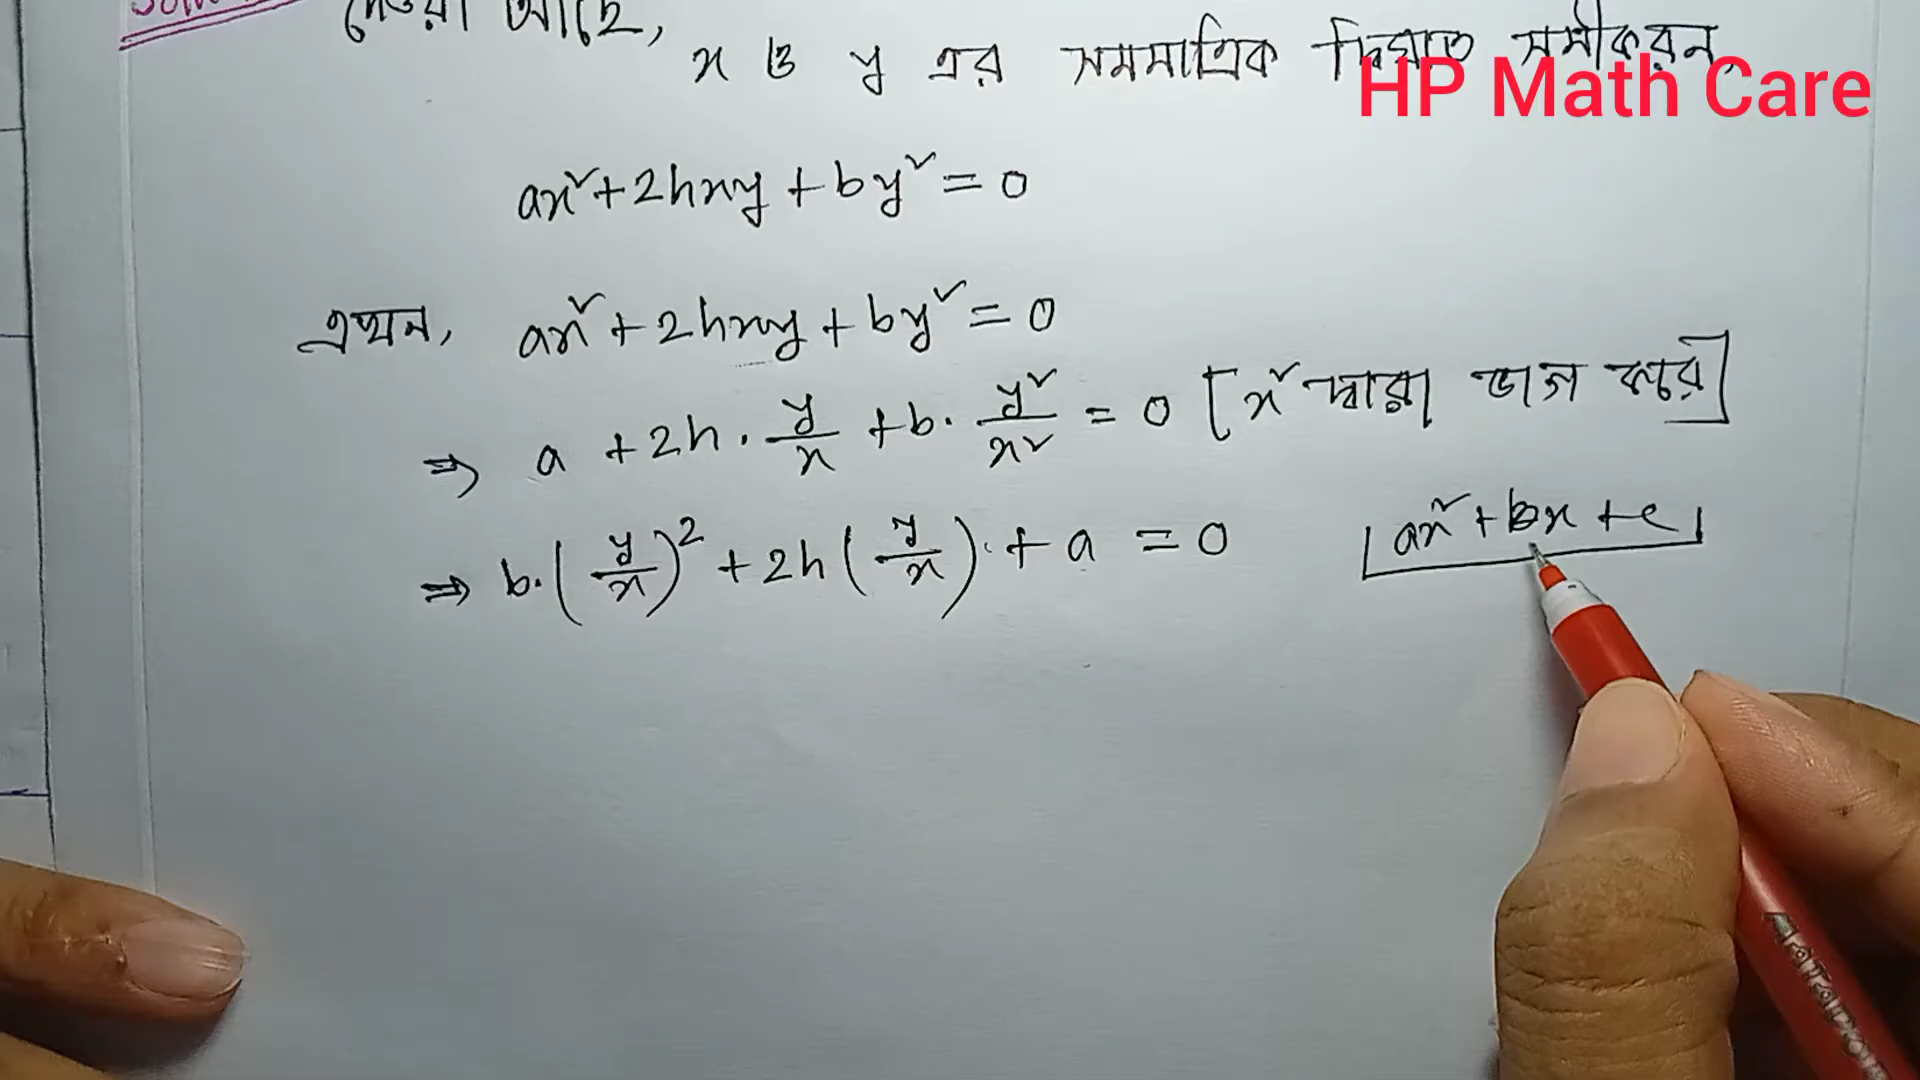 দেওয়া আছে,
x ও y এর সমমাত্রিক দ্বিঘাত সমীকরন,
HP Math Care
ax² + 2hxy + by² = 0
এখন, ax² + 2hxy + by² = 0
⇒ a + 2h · y/x + b · y²/x² = 0 [x² দ্বারা ভাগ করে]
⇒ b · (y/x)² + 2h (y/x) + a = 0
ax² + bx + c